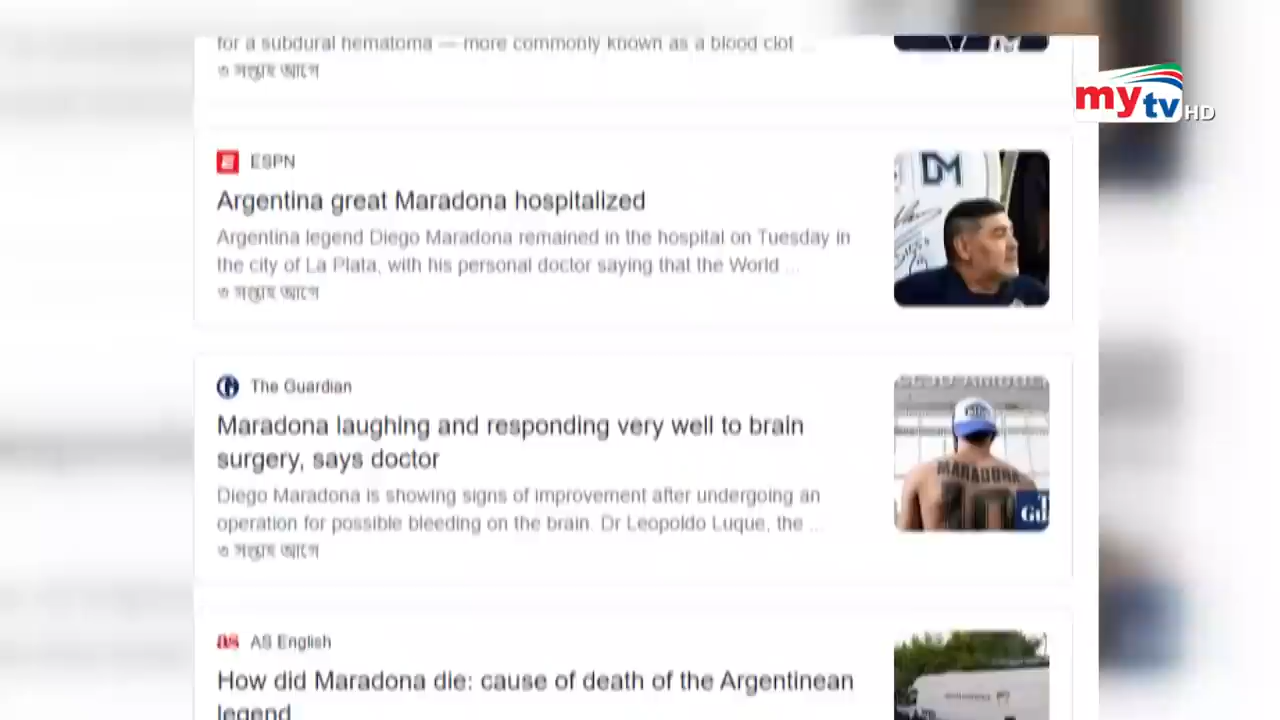 for a subdural hematoma — more commonly known as a blood clot ...
৩ সপ্তাহ আগে
my tv HD
ESPN
Argentina great Maradona hospitalized
Argentina legend Diego Maradona remained in the hospital on Tuesday in
the city of La Plata, with his personal doctor saying that the World ...
৩ সপ্তাহ আগে
DM
The Guardian
Maradona laughing and responding very well to brain
surgery, says doctor
Diego Maradona is showing signs of improvement after undergoing an
operation for possible bleeding on the brain. Dr Leopoldo Luque, the ...
৩ সপ্তাহ আগে
MARADONA
10
Gd
as AS English
How did Maradona die: cause of death of the Argentinean
legend